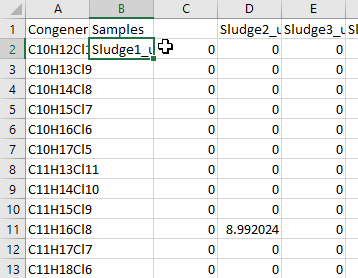 A B C D E
1 Congener Samples Sludge2_u Sludge3_u Sl
2 C10H12Cl1 Sludge1_u 0 0 0
3 C10H13Cl9 0 0 0
4 C10H14Cl8 0 0 0
5 C10H15Cl7 0 0 0
6 C10H16Cl6 0 0 0
7 C10H17Cl5 0 0 0
8 C11H13Cl11 0 0 0
9 C11H14Cl10 0 0 0
10 C11H15Cl9 0 0 0
11 C11H16Cl8 0 8.992024 0
12 C11H17Cl7 0 0 0
13 C11H18Cl6 0 0 0